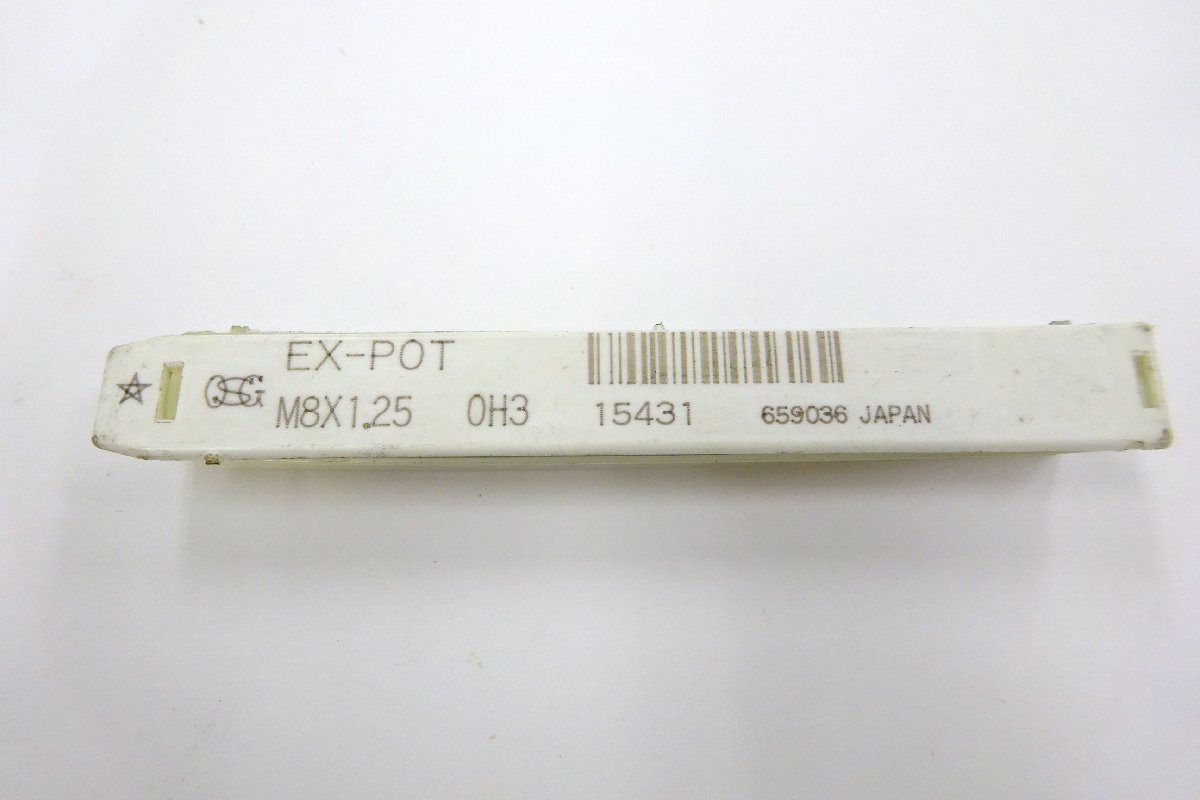 OSG EX-POT
M8X1.25 OH3 15431 659036 JAPAN